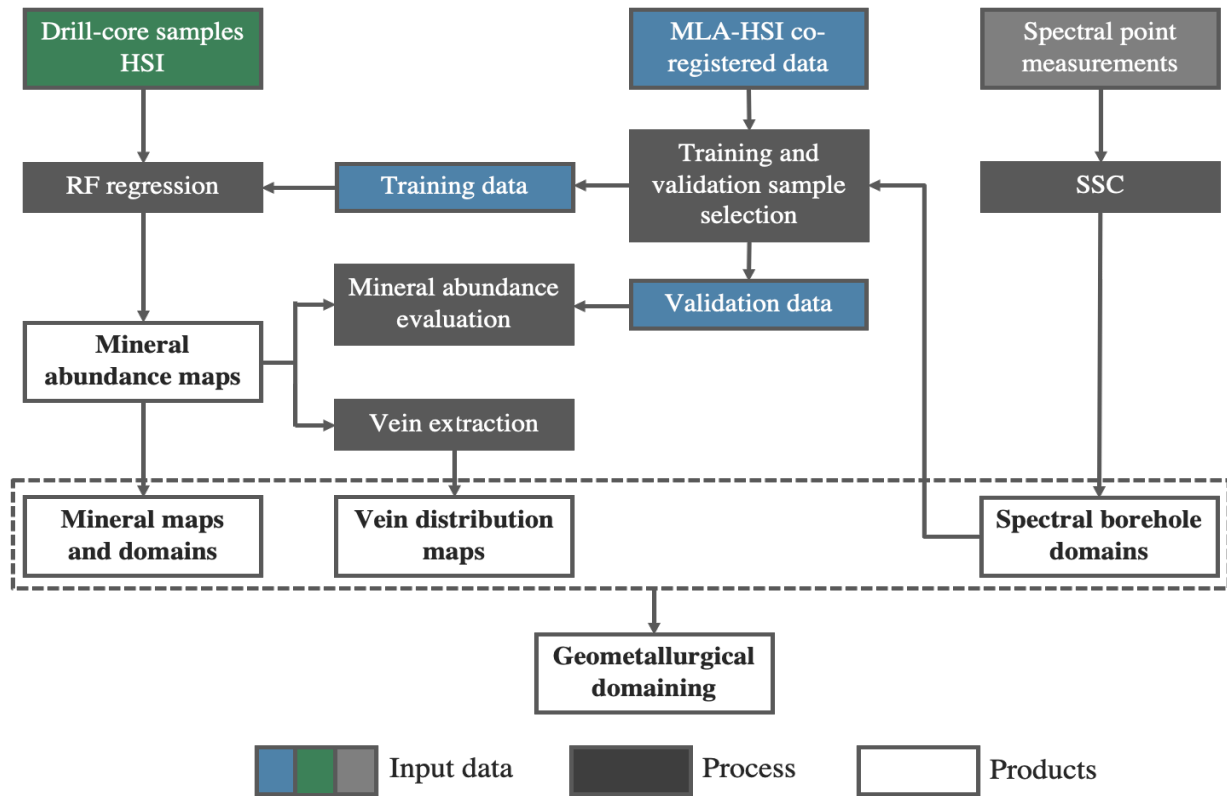 Drill-core samples
HSI
MLA-HSI co-
registered data
Spectral point
measurements
RF regression
Training data
Training and
validation sample
selection
SSC
Mineral abundance
evaluation
Validation data
Mineral
abundance maps
Vein extraction
Mineral maps
and domains
Vein distribution
maps
Spectral borehole
domains
Geometallurgical
domaining
Input data
Process
Products